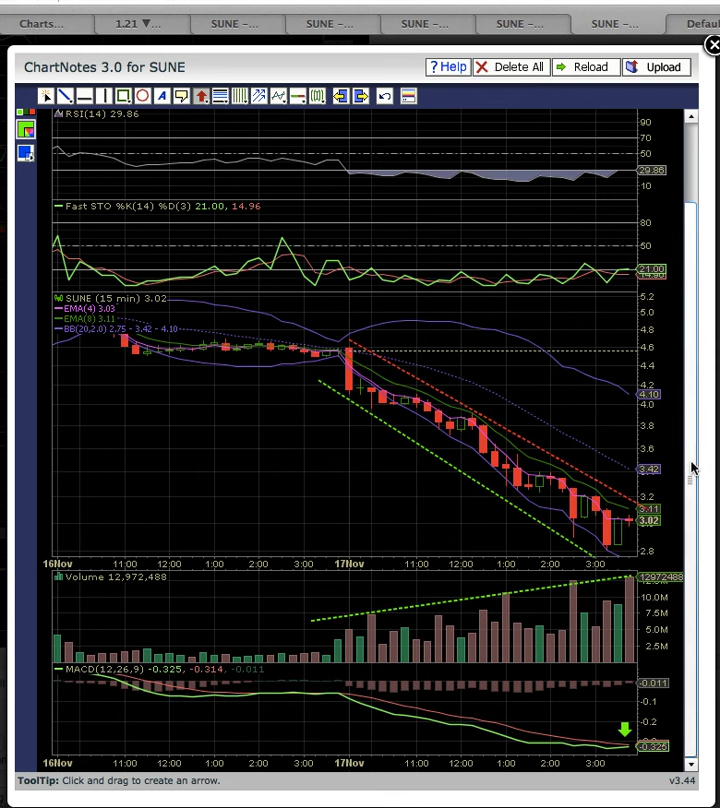 Charts...
1.21 ▼...
SUNE -...
SUNE -...
SUNE -...
SUNE -...
SUNE -...
Defau
ChartNotes 3.0 for SUNE
? Help
Delete All
Reload
Upload
A
RSI(14) 29.86
90
70
50
29.86
10
Fast STO %K(14) %D(3) 21.00, 14.96
80
50
21.00
SUNE (15 min) 3.02
EMA(4) 3.03
EMA(8) 3.11
BB(20,2.0) 2.75 - 3.42 - 4.10
5.2
5.0
4.8
4.6
4.4
4.2
4.10
4.0
3.8
3.6
3.42
3.2
3.11
3.02
2.8
16Nov 11:00 12:00 1:00 2:00 3:00 17Nov 11:00 12:00 1:00 2:00 3:00
Volume 12,972,488
12972488
10.0M
7.5M
5.0M
2.5M
MACD(12,26,9) -0.325, -0.314, -0.011
-0.011
-0.1
-0.2
-0.325
16Nov 11:00 12:00 1:00 2:00 3:00 17Nov 11:00 12:00 1:00 2:00 3:00
ToolTip: Click and drag to create an arrow.
v3.44